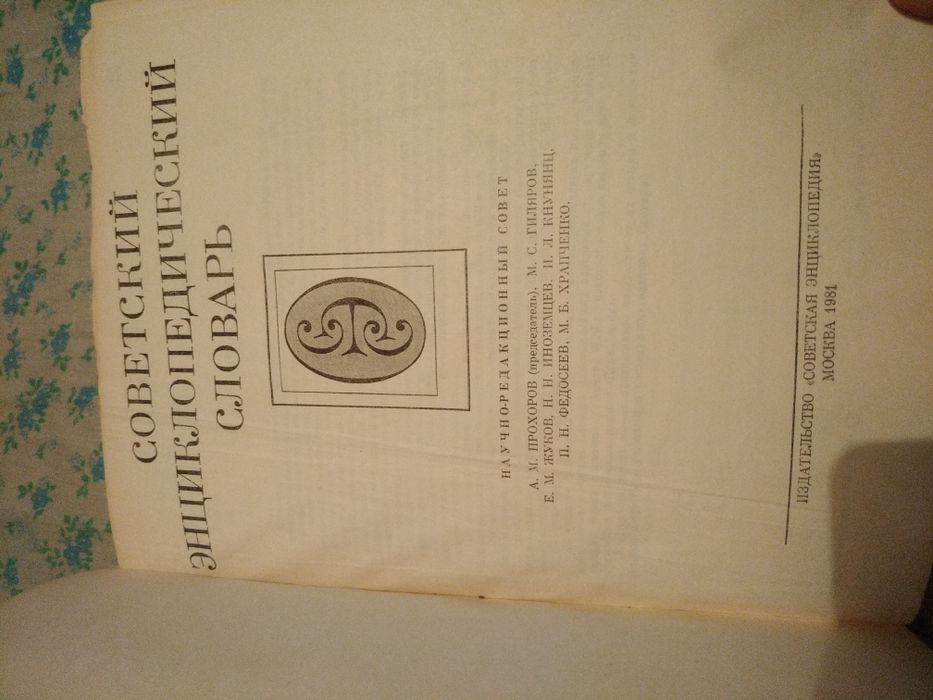 СОВЕТСКИЙ
ЭНЦИКЛОПЕДИЧЕСКИЙ
СЛОВАРЬ
НАУЧНО-РЕДАКЦИОННЫЙ СОВЕТ
А. М. ПРОХОРОВ (председатель), М. С. ГИЛЯРОВ,
Е. М. ЖУКОВ, Н. Н. ИНОЗЕМЦЕВ, И. Л. КНУНЯНЦ,
П. Н. ФЕДОСЕЕВ, М. Б. ХРАПЧЕНКО.
ИЗДАТЕЛЬСТВО «СОВЕТСКАЯ ЭНЦИКЛОПЕДИЯ»
МОСКВА 1981